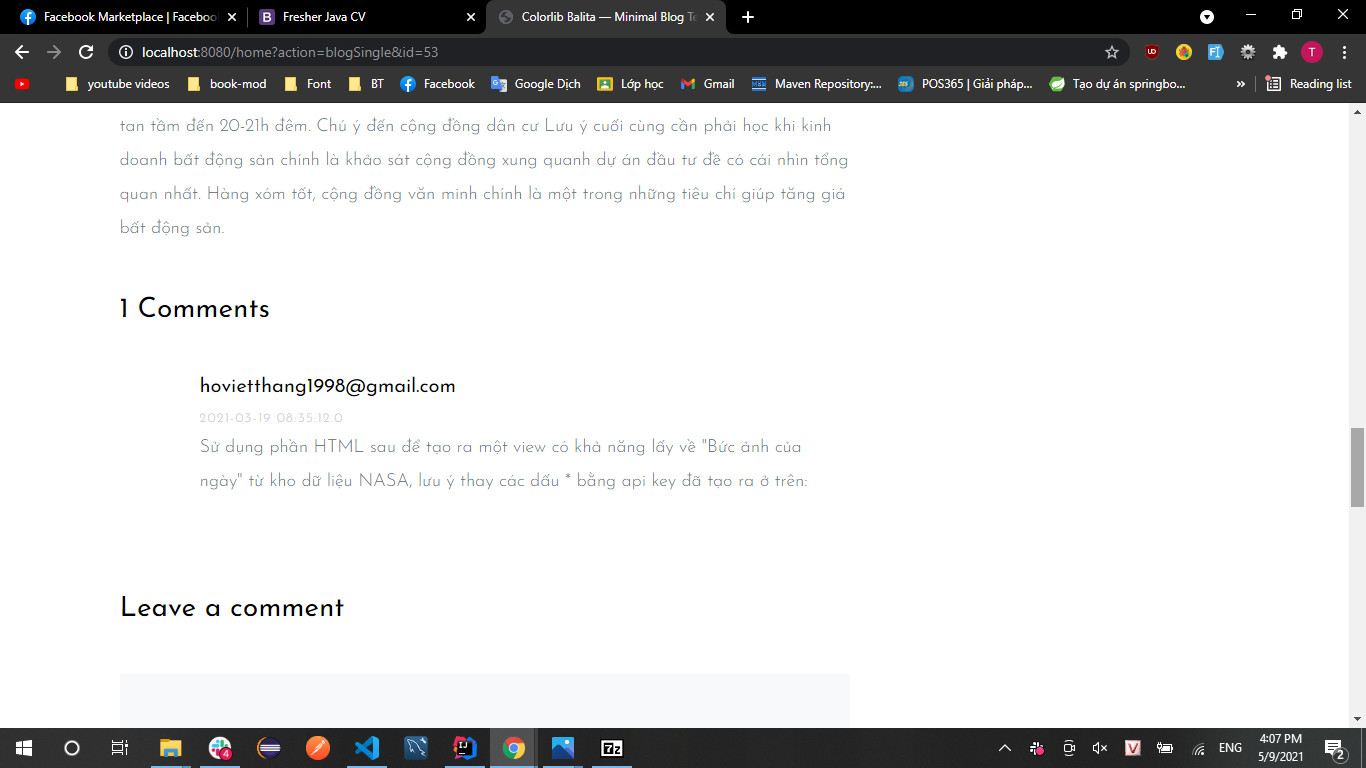 Facebook Marketplace | Faceboo
Fresher Java CV
Colorlib Balita — Minimal Blog Te
localhost:8080/home?action=blogSingle&id=53
UD
T
youtube videos
book-mod
Font
BT
Facebook
Google Dịch
Lớp học
Gmail
Maven Repository:...
POS365 | Giải pháp...
Tạo dự án springbo...
»
Reading list
tan tầm đến 20-21h đêm. Chú ý đến cộng đồng dân cư Lưu ý cuối cùng cần phải học khi kinh
doanh bất động sản chính là khảo sát cộng đồng xung quanh dự án đầu tư để có cái nhìn tổng
quan nhất. Hàng xóm tốt, cộng đồng văn minh chính là một trong những tiêu chí giúp tăng giá
bất động sản.
1 Comments
hovietthang1998@gmail.com
2021-03-19 08:35:12.0
Sử dụng phần HTML sau để tạo ra một view có khả năng lấy về "Bức ảnh của
ngày" từ kho dữ liệu NASA, lưu ý thay các dấu * bằng api key đã tạo ra ở trên:
Leave a comment
4
IJ
7z
V
ENG
4:07 PM
5/9/2021
2